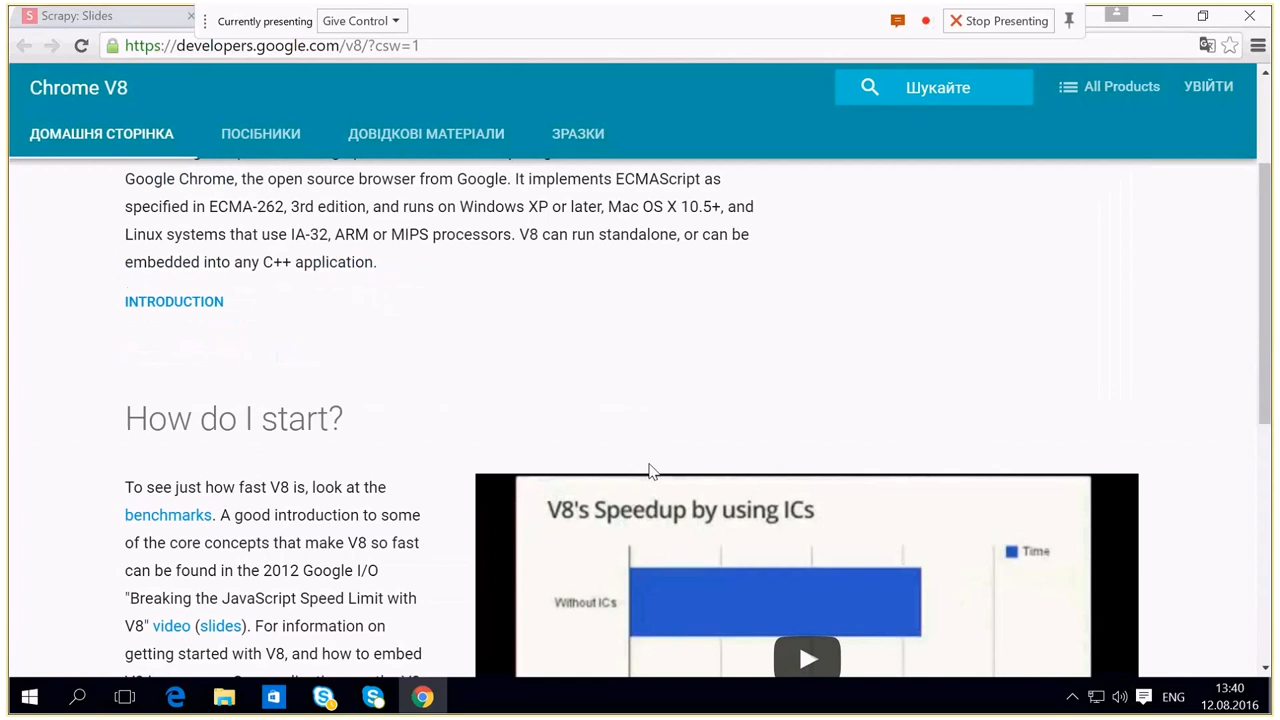 Scrapy: Slides
Currently presenting
Give Control
Stop Presenting
https://developers.google.com/v8/?csw=1
Chrome V8
Шукайте
All Products
УВІЙТИ
ДОМАШНЯ СТОРІНКА
ПОСІБНИКИ
ДОВІДКОВІ МАТЕРІАЛИ
ЗРАЗКИ
Google Chrome, the open source browser from Google. It implements ECMAScript as
specified in ECMA-262, 3rd edition, and runs on Windows XP or later, Mac OS X 10.5+, and
Linux systems that use IA-32, ARM or MIPS processors. V8 can run standalone, or can be
embedded into any C++ application.
INTRODUCTION
How do I start?
To see just how fast V8 is, look at the
benchmarks. A good introduction to some
of the core concepts that make V8 so fast
can be found in the 2012 Google I/O
"Breaking the JavaScript Speed Limit with
V8" video (slides). For information on
getting started with V8, and how to embed
V8's Speedup by using ICs
Time
Without ICs
ENG
13:40
12.08.2016